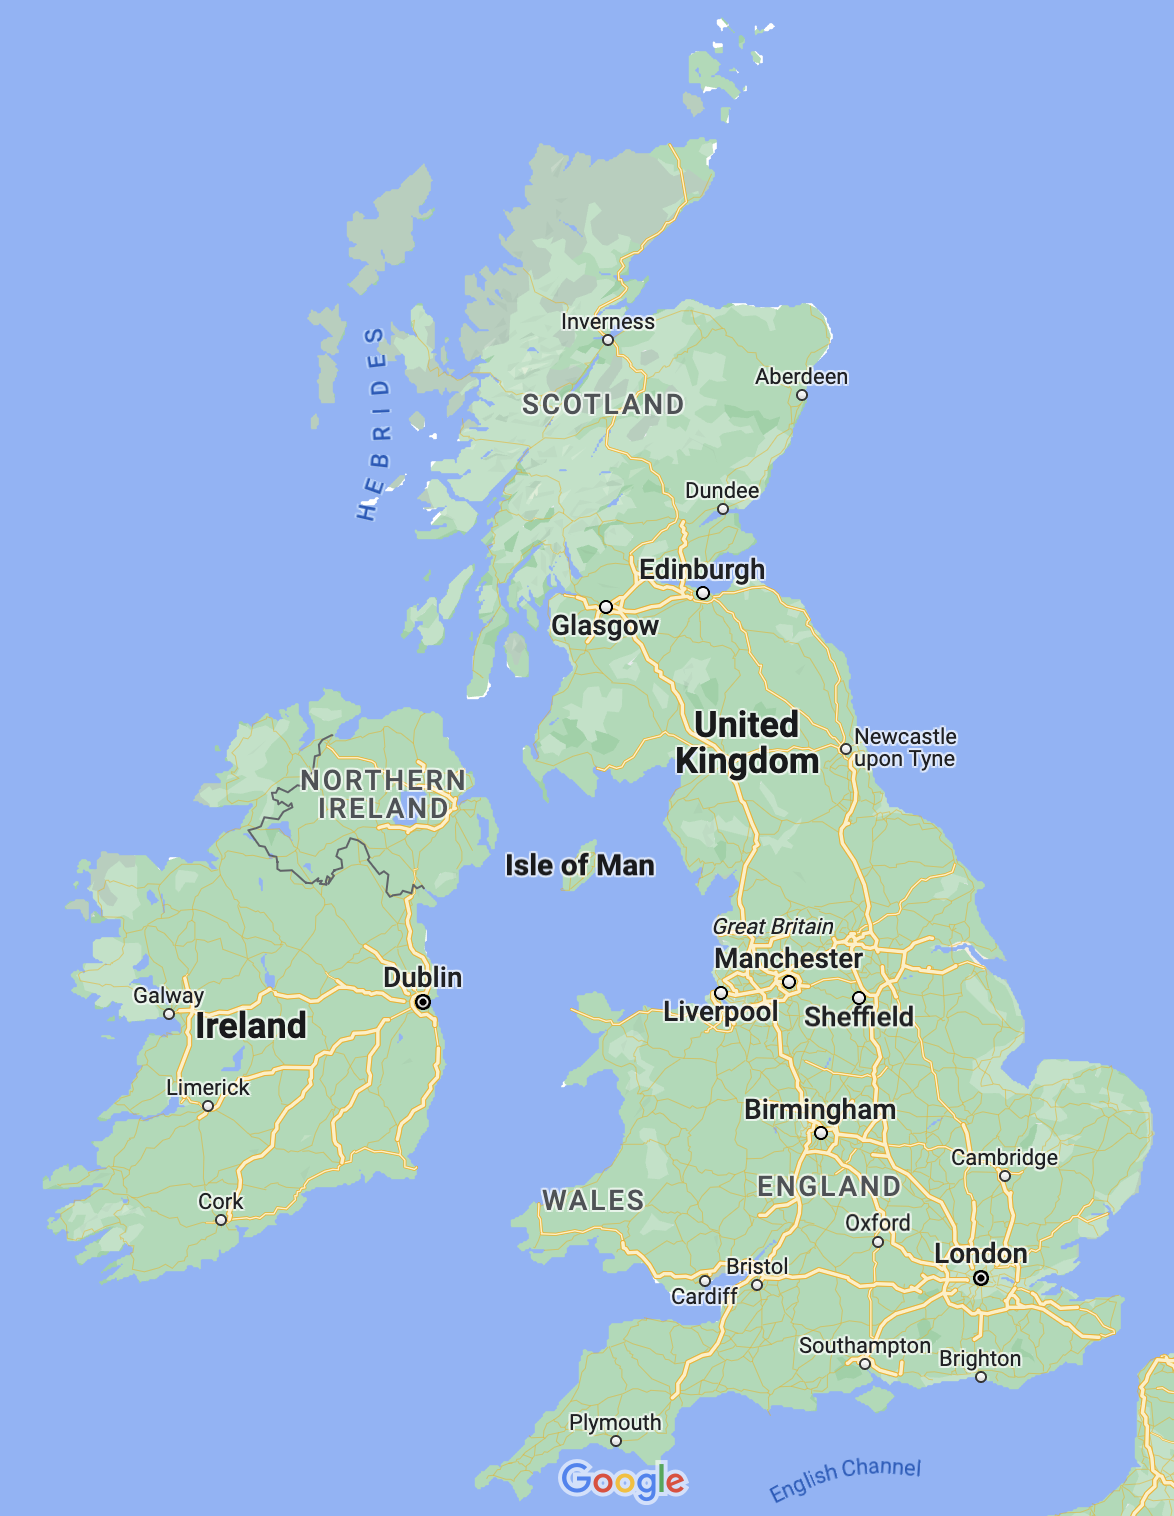 Inverness
Aberdeen
HEBRIDES
SCOTLAND
Dundee
Edinburgh
Glasgow
United
Kingdom
Newcastle
upon Tyne
NORTHERN
IRELAND
Isle of Man
Great Britain
Manchester
Dublin
Galway
Liverpool
Sheffield
Ireland
Limerick
Birmingham
Cambridge
Cork
WALES
ENGLAND
Oxford
London
Bristol
Cardiff
Southampton
Brighton
Plymouth
English Channel
Google